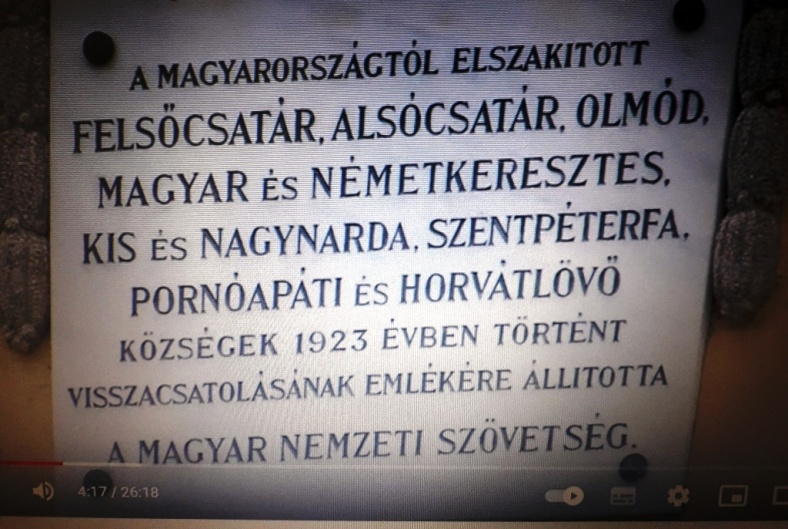 A MAGYARORSZÁGTÓL ELSZAKITOTT
FELSŐCSATÁR, ALSÓCSATÁR, OLMÓD,
MAGYAR ÉS NÉMETKERESZTES,
KIS ÉS NAGYNARDA, SZENTPÉTERFA,
PORNÓAPÁTI ÉS HORVÁTLÖVŐ
KÖZSÉGEK 1923 ÉVBEN TÖRTÉNT
VISSZACSATOLÁSÁNAK EMLÉKÉRE ÁLLITOTTA
A MAGYAR NEMZETI SZÖVETSÉG.
4:17 / 26:18